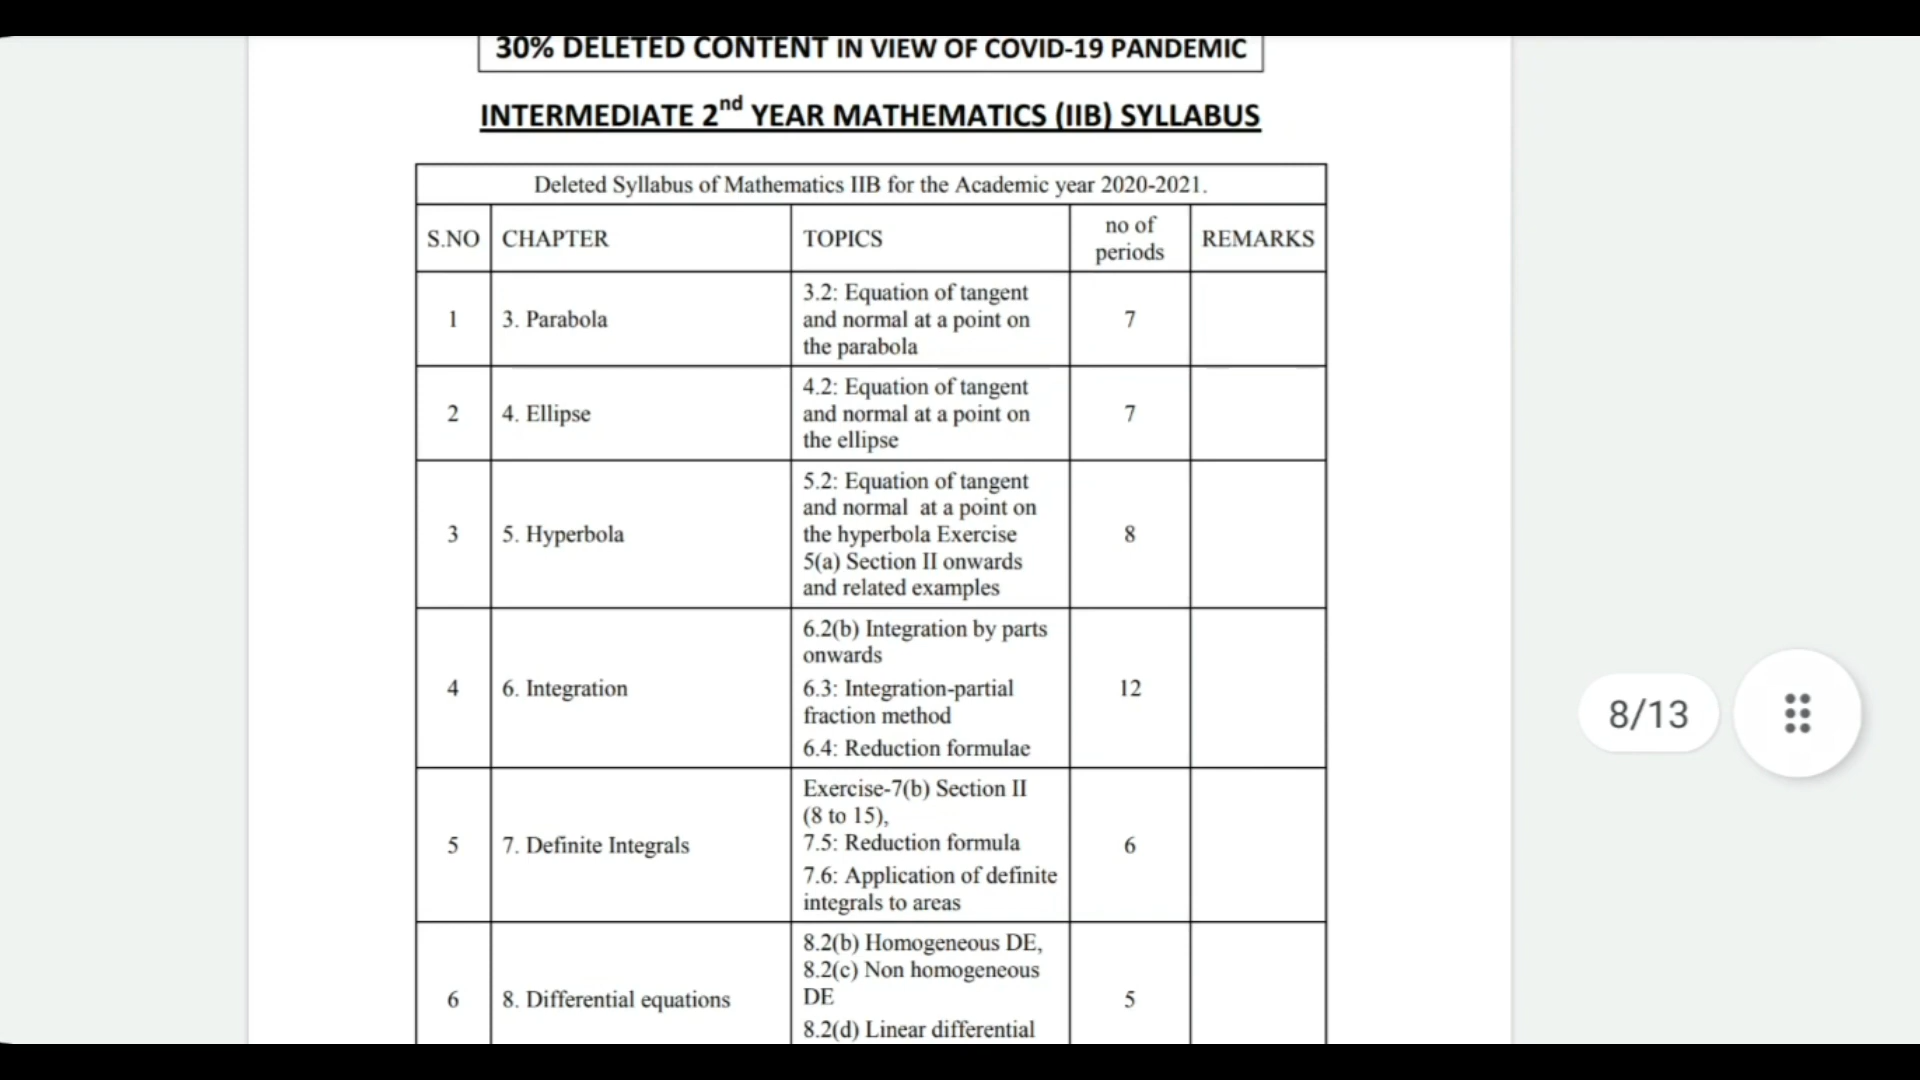 30% DELETED CONTENT IN VIEW OF COVID-19 PANDEMIC
INTERMEDIATE 2nd YEAR MATHEMATICS (IIB) SYLLABUS
Deleted Syllabus of Mathematics IIB for the Academic year 2020-2021.
S.NO CHAPTER TOPICS no of periods REMARKS
1 3. Parabola
3.2: Equation of tangent
and normal at a point on
the parabola
7
2 4. Ellipse
4.2: Equation of tangent
and normal at a point on
the ellipse
7
3 5. Hyperbola
5.2: Equation of tangent
and normal at a point on
the hyperbola Exercise
5(a) Section II onwards
and related examples
8
4 6. Integration
6.2(b) Integration by parts
onwards
6.3: Integration-partial
fraction method
6.4: Reduction formulae
12
5 7. Definite Integrals
Exercise-7(b) Section II
(8 to 15),
7.5: Reduction formula
7.6: Application of definite
integrals to areas
6
6 8. Differential equations
8.2(b) Homogeneous DE,
8.2(c) Non homogeneous
DE
8.2(d) Linear differential
5
8/13